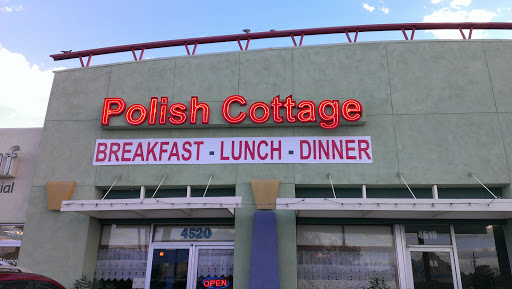 Polish Cottage
BREAKFAST - LUNCH - DINNER
4520
OPEN